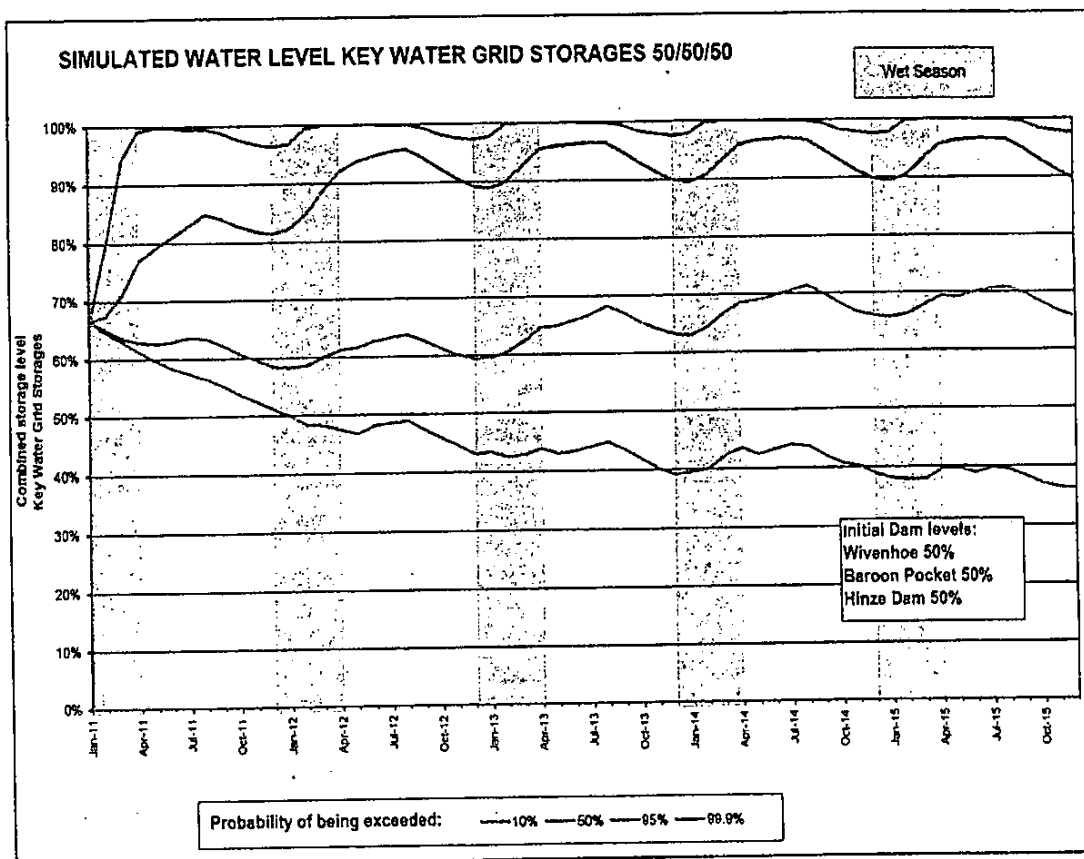 SIMULATED WATER LEVEL KEY WATER GRID STORAGES 50/50/50
Wet Season
100%
90%
80%
70%
60%
50%
40%
30%
20%
10%
0%
Combined storage level
Key Water Grid Storages
Initial Dam levels:
Wivenhoe 50%
Baroon Pocket 50%
Hinze Dam 50%
Jan-11
Apr-11
Jul-11
Oct-11
Jan-12
Apr-12
Jul-12
Oct-12
Jan-13
Apr-13
Jul-13
Oct-13
Jan-14
Apr-14
Jul-14
Oct-14
Jan-15
Apr-15
Jul-15
Oct-15
Probability of being exceeded: 10% 50% 95% 99.9%